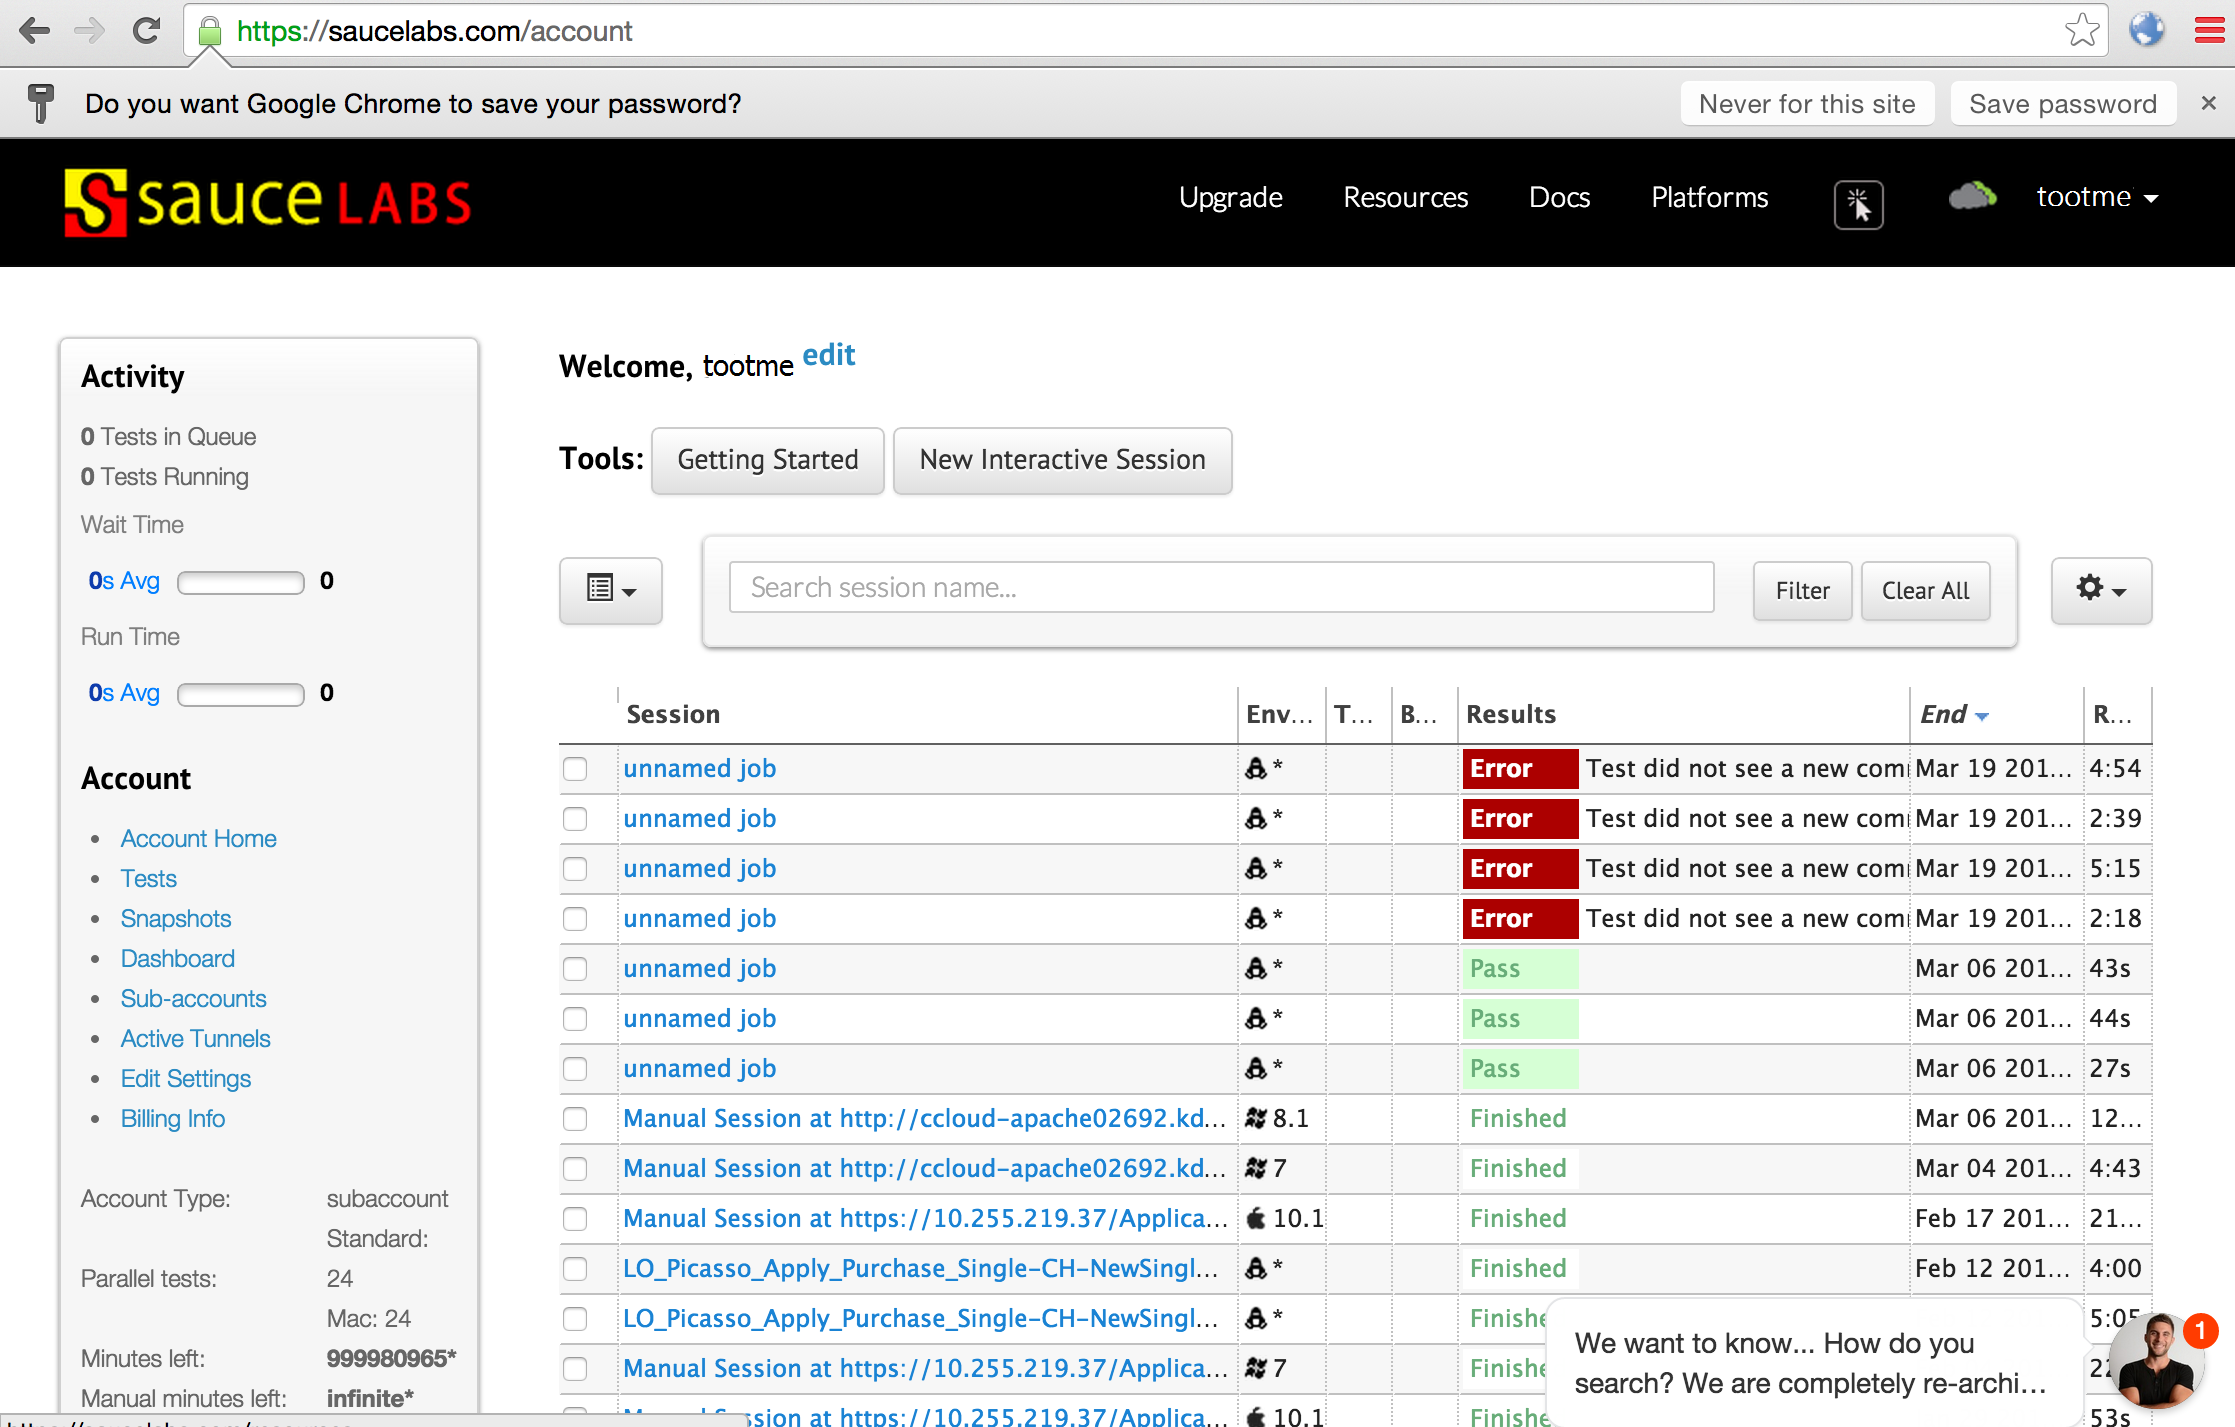 https://saucelabs.com/account
Do you want Google Chrome to save your password?
Never for this site
Save password
×
S sauce LABS
Upgrade
Resources
Docs
Platforms
tootme
Activity
0 Tests in Queue
0 Tests Running
Wait Time
0s Avg 0
Run Time
0s Avg 0
Account
• Account Home
• Tests
• Snapshots
• Dashboard
• Sub-accounts
• Active Tunnels
• Edit Settings
• Billing Info
Account Type: subaccount
Standard:
Parallel tests: 24
Mac: 24
Minutes left: 999980965*
Manual minutes left: infinite*
Welcome, tootme edit
Tools: Getting Started New Interactive Session
Search session name...
Filter
Clear All
Session Env... T... B... Results End R...
unnamed job * Error Test did not see a new com Mar 19 201... 4:54
unnamed job * Error Test did not see a new com Mar 19 201... 2:39
unnamed job * Error Test did not see a new com Mar 19 201... 5:15
unnamed job * Error Test did not see a new com Mar 19 201... 2:18
unnamed job * Pass Mar 06 201... 43s
unnamed job * Pass Mar 06 201... 44s
unnamed job * Pass Mar 06 201... 27s
Manual Session at http://ccloud-apache02692.kd... 8.1 Finished Mar 06 201... 12...
Manual Session at http://ccloud-apache02692.kd... 7 Finished Mar 04 201... 4:43
Manual Session at https://10.255.219.37/Applica... 10.1 Finished Feb 17 201... 21...
LO_Picasso_Apply_Purchase_Single-CH-NewSingl... * Finished Feb 12 201... 4:00
LO_Picasso_Apply_Purchase_Single-CH-NewSingl... * Finishe 5:05
Manual Session at https://10.255.219.37/Applica... 7 Finishe 22
ssion at https://10.255.219.37/Applica... 10.1 Finishe 53s
We want to know... How do you
search? We are completely re-archi...
1